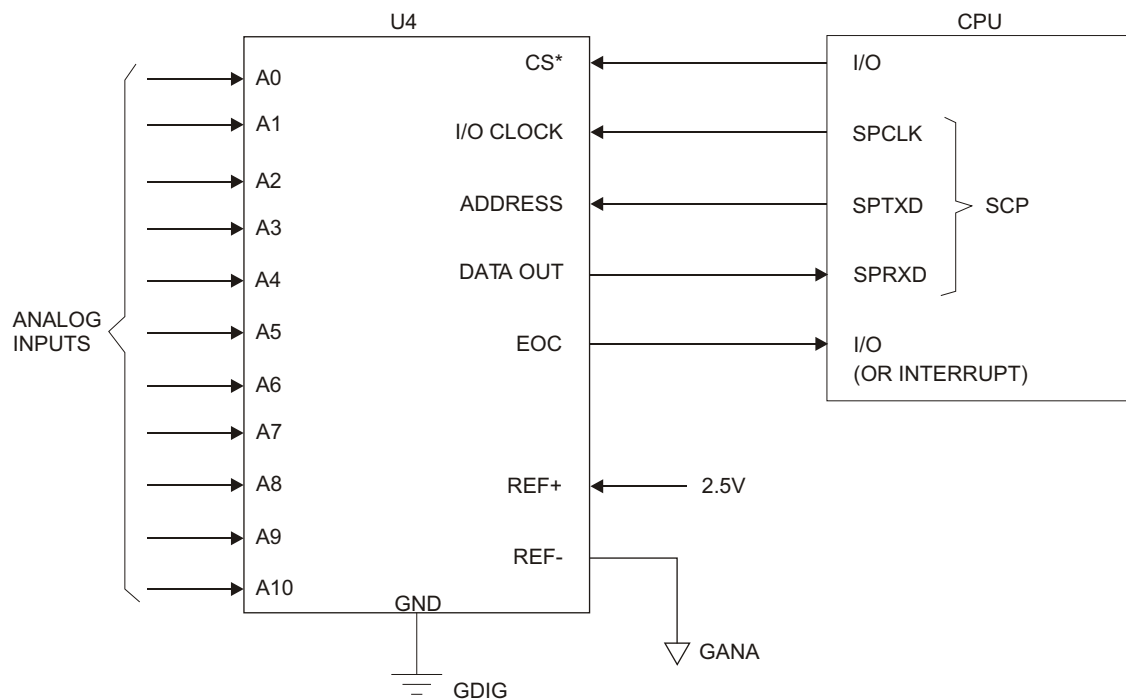 U4
CPU
A0
A1
A2
A3
A4
A5
A6
A7
A8
A9
A10
ANALOG
INPUTS
CS*
I/O CLOCK
ADDRESS
DATA OUT
EOC
REF+
REF-
GND
GDIG
2.5V
GANA
I/O
SPCLK
SPTXD
SPRXD
SCP
I/O
(OR INTERRUPT)